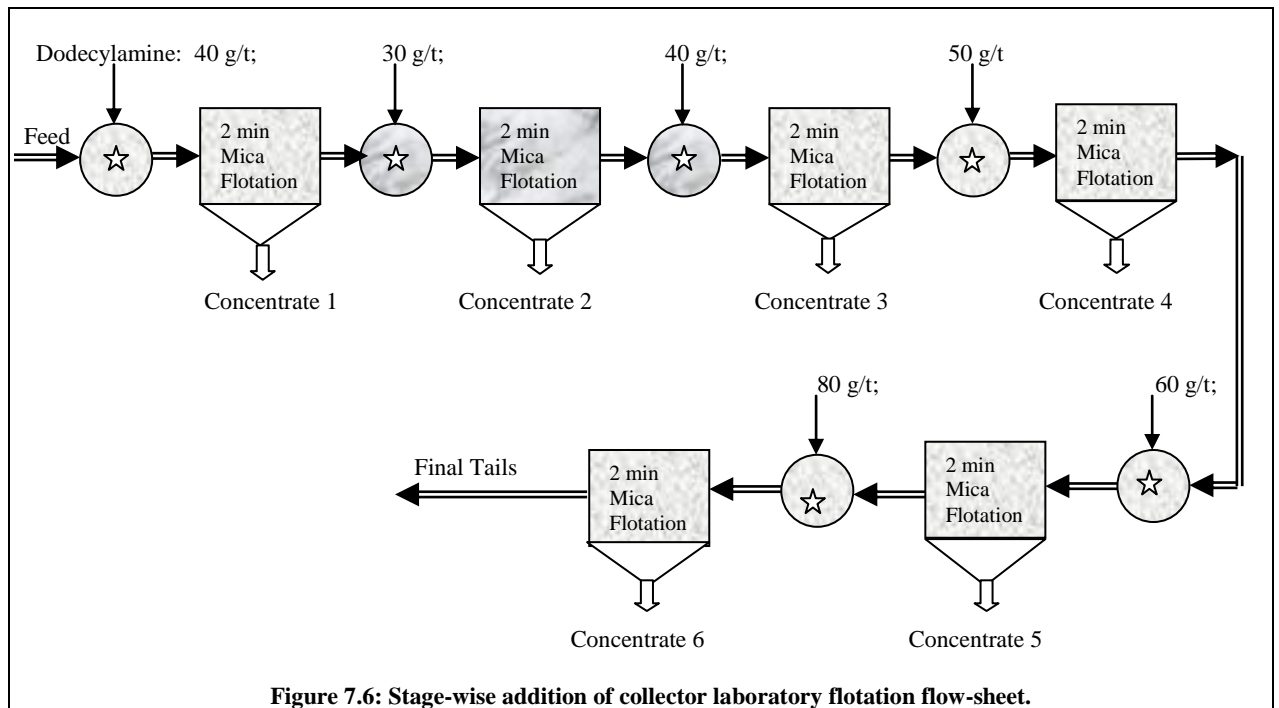 Dodecylamine: 40 g/t;
30 g/t;
40 g/t;
50 g/t
Feed
2 min
Mica
Flotation
2 min
Mica
Flotation
2 min
Mica
Flotation
2 min
Mica
Flotation
Concentrate 1
Concentrate 2
Concentrate 3
Concentrate 4
80 g/t;
60 g/t;
Final Tails
2 min
Mica
Flotation
2 min
Mica
Flotation
Concentrate 6
Concentrate 5
Figure 7.6: Stage-wise addition of collector laboratory flotation flow-sheet.